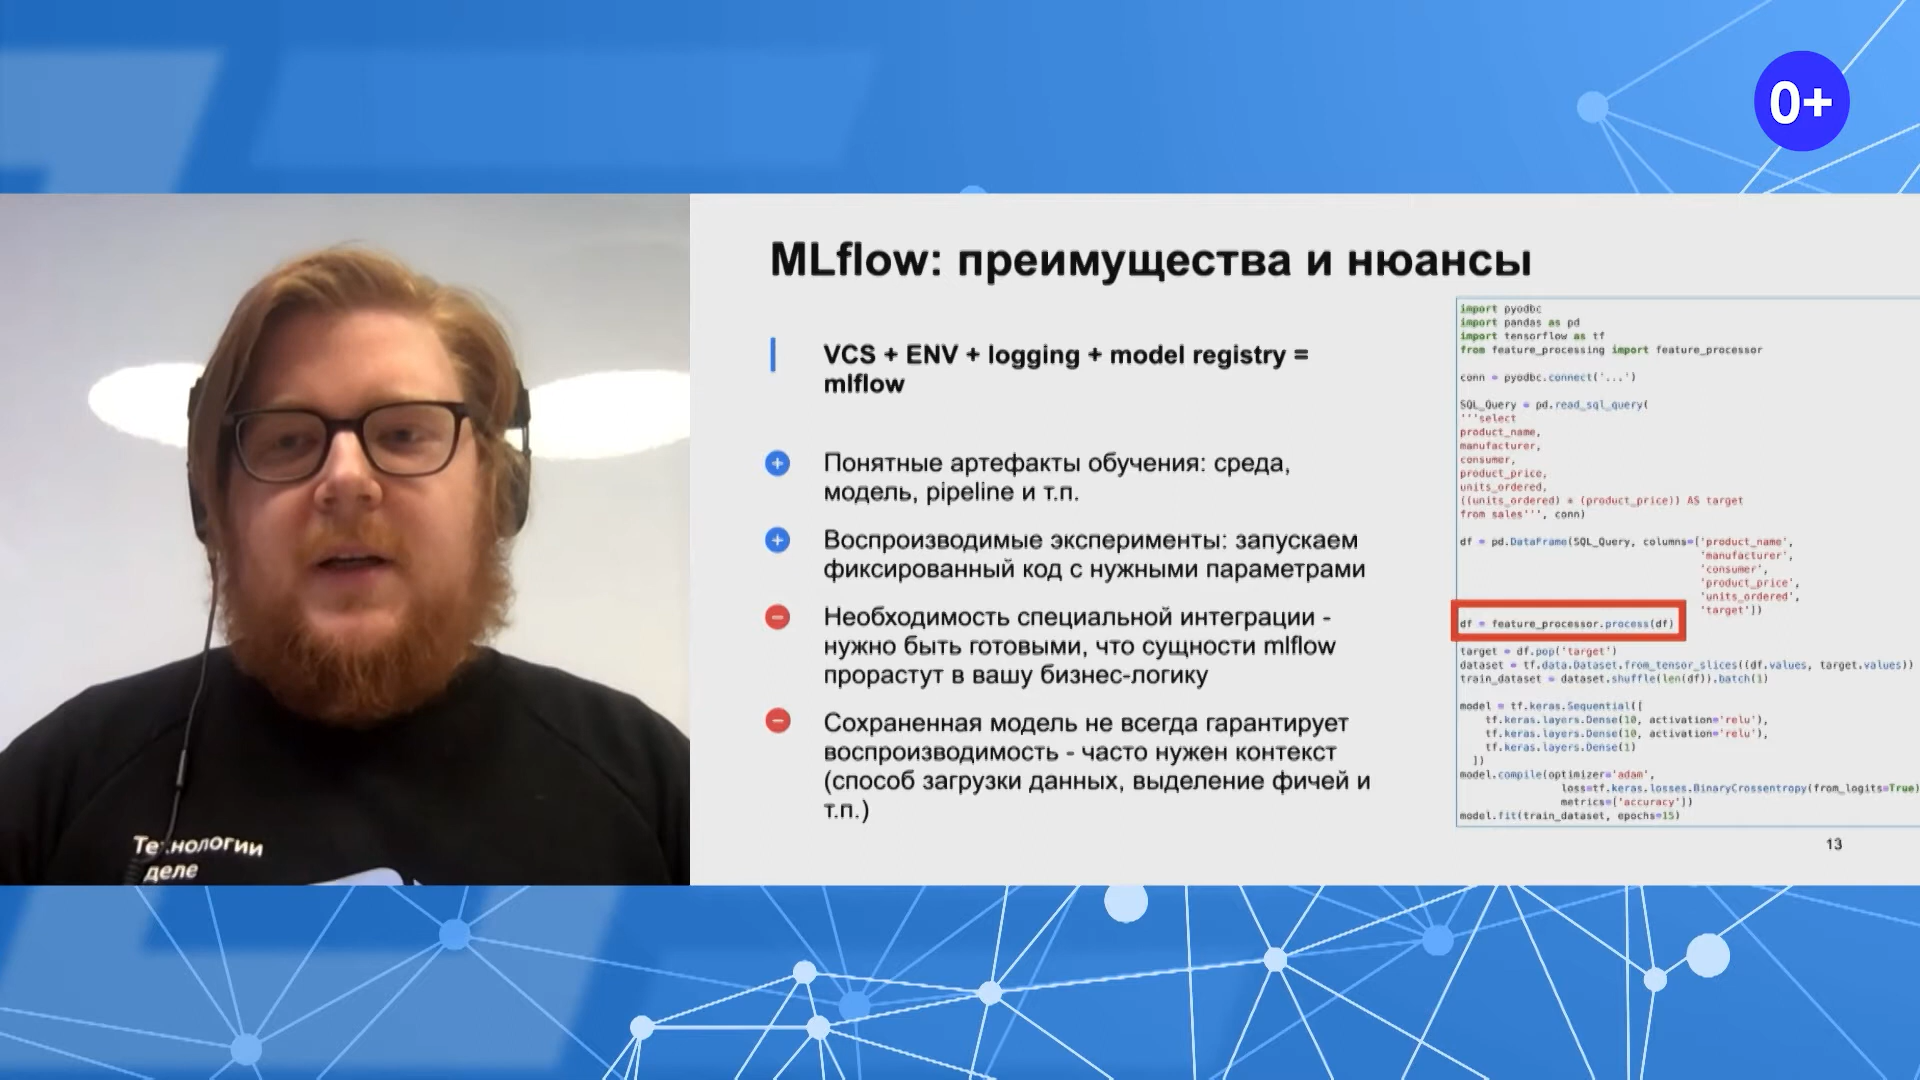 0+
MLflow: преимущества и нюансы
VCS + ENV + logging + model registry =
mlflow
Понятные артефакты обучения: среда,
модель, pipeline и т.п.
Воспроизводимые эксперименты: запускаем
фиксированный код с нужными параметрами
Необходимость специальной интеграции -
нужно быть готовыми, что сущности mlflow
прорастут в вашу бизнес-логику
Сохраненная модель не всегда гарантирует
воспроизводимость - часто нужен контекст
(способ загрузки данных, выделение фичей и
т.п.)
import pyodbc
import pandas as pd
import tensorflow as tf
from feature_processing import feature_processor
conn = pyodbc.connect('...')
SQL_Query = pd.read_sql_query(
'''select
product_name,
manufacturer,
consumer,
product_price,
units_ordered,
((units_ordered) * (product_price)) AS target
from sales''', conn)
df = pd.DataFrame(SQL_Query, columns=['product_name',
'manufacturer',
'consumer',
'product_price',
'units_ordered',
'target'])
df = feature_processor.process(df)
target = df.pop('target')
dataset = tf.data.Dataset.from_tensor_slices((df.values, target.values))
train_dataset = dataset.shuffle(len(df)).batch(1)
model = tf.keras.Sequential([
tf.keras.layers.Dense(10, activation='relu'),
tf.keras.layers.Dense(10, activation='relu'),
tf.keras.layers.Dense(1)
])
model.compile(optimizer='adam',
loss=tf.keras.losses.BinaryCrossentropy(from_logits=True)
metrics=['accuracy'])
model.fit(train_dataset, epochs=15)
13
Технологии
деле